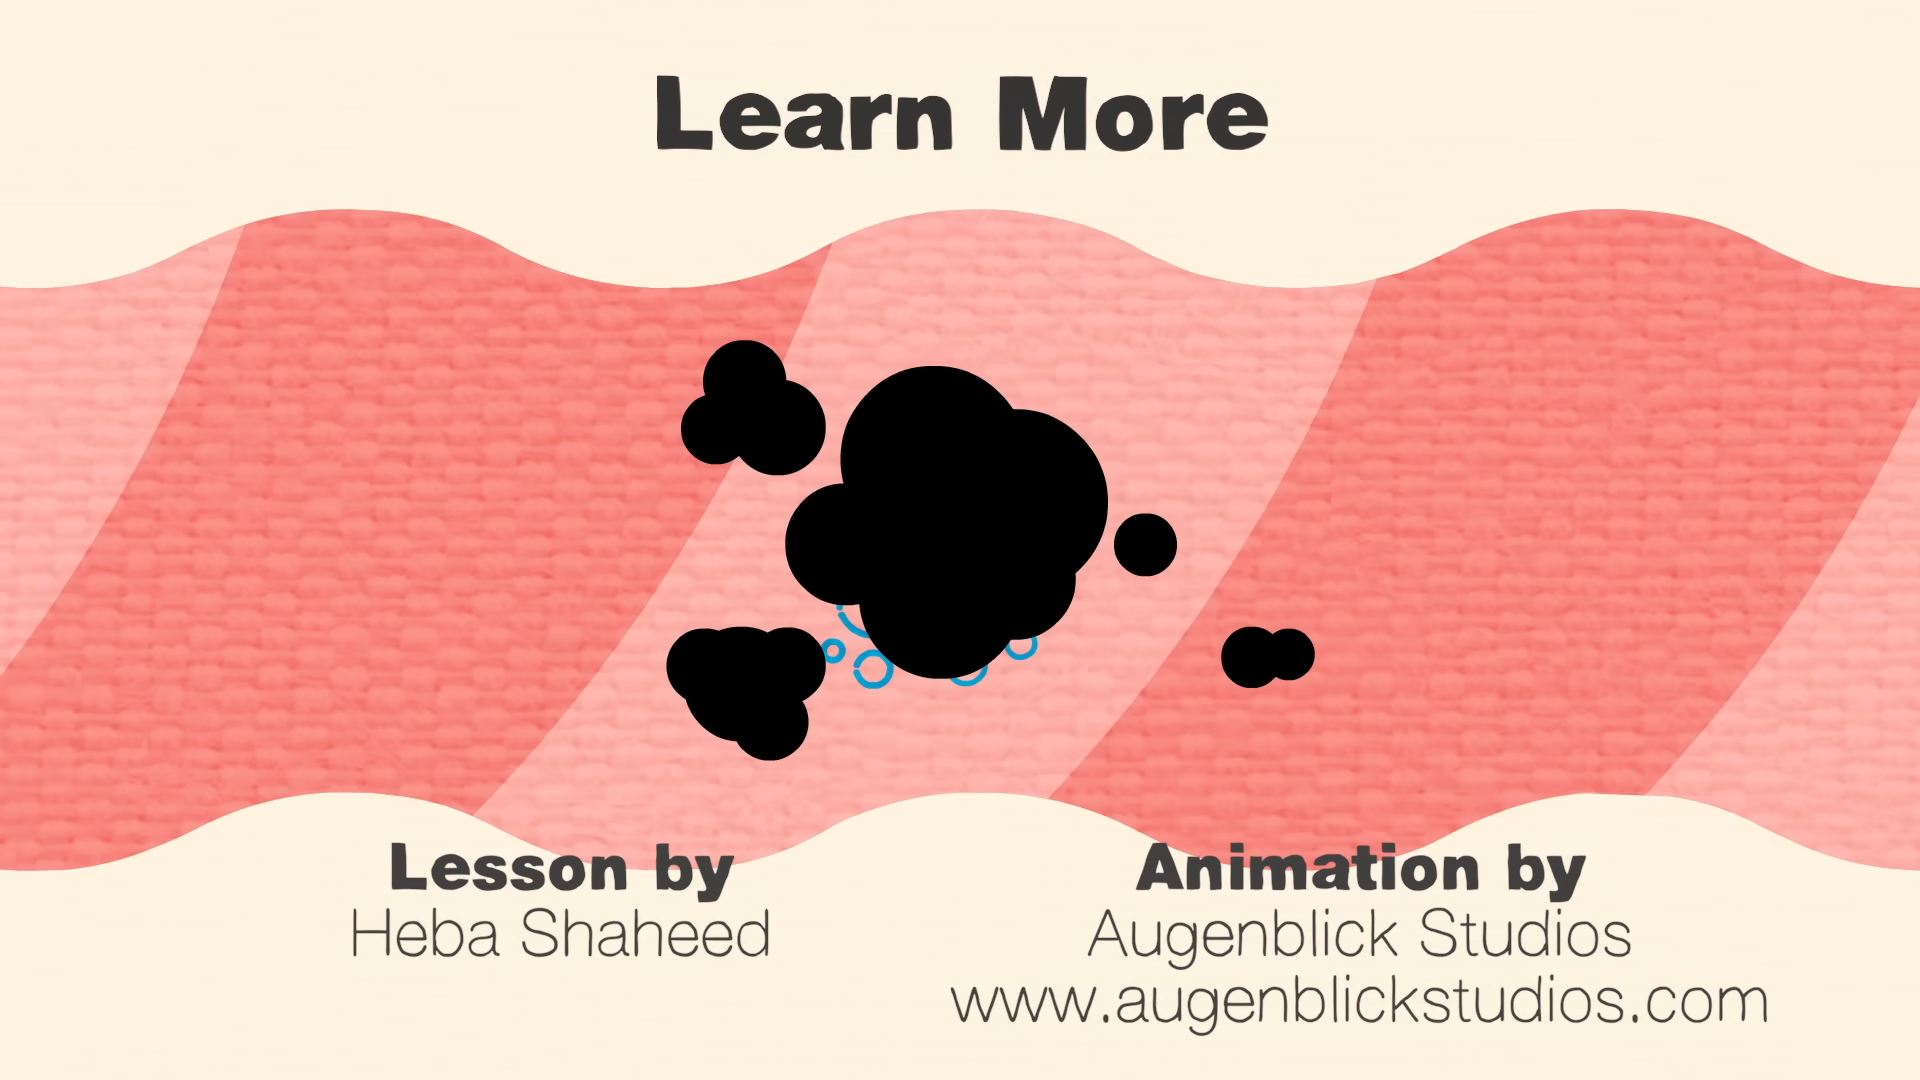 Learn More
Lesson by
Heba Shaheed
Animation by
Augenblick Studios
www.augenblickstudios.com